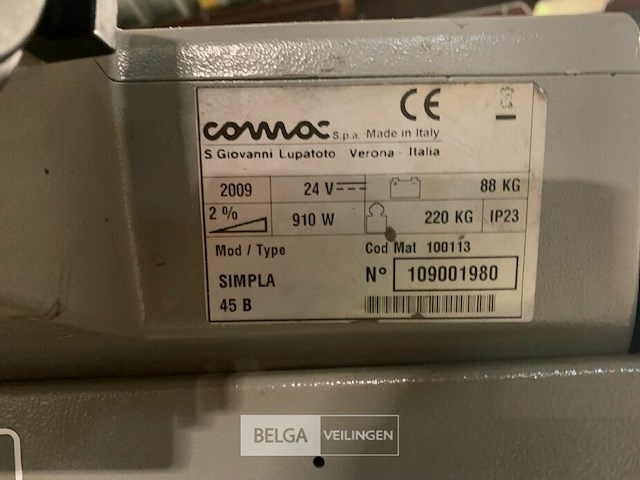 CE
comac S.p.a. Made in Italy
S Giovanni Lupatoto Verona - Italia
2009 24 V 88 KG
2 % 910 W 220 KG IP23
Mod / Type Cod Mat 100113
SIMPLA N° 109001980
45 B
BELGA VEILINGEN